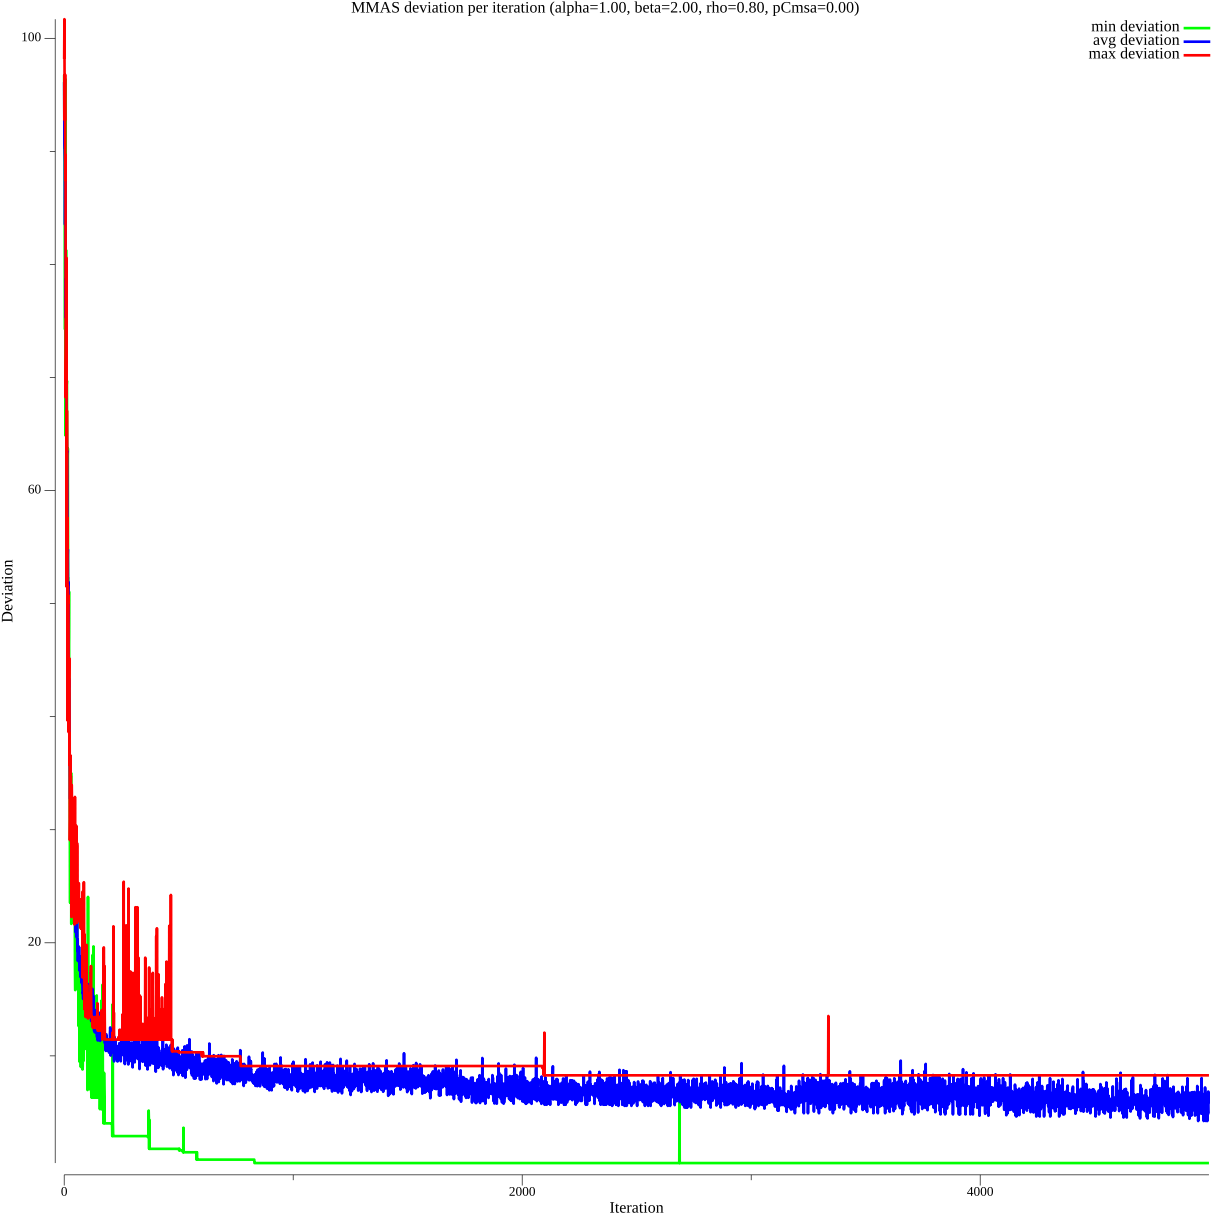 MMAS deviation per iteration (alpha=1.00, beta=2.00, rho=0.80, pCmsa=0.00)
min deviation
avg deviation
max deviation
100
60
20
Deviation
0
2000
4000
Iteration